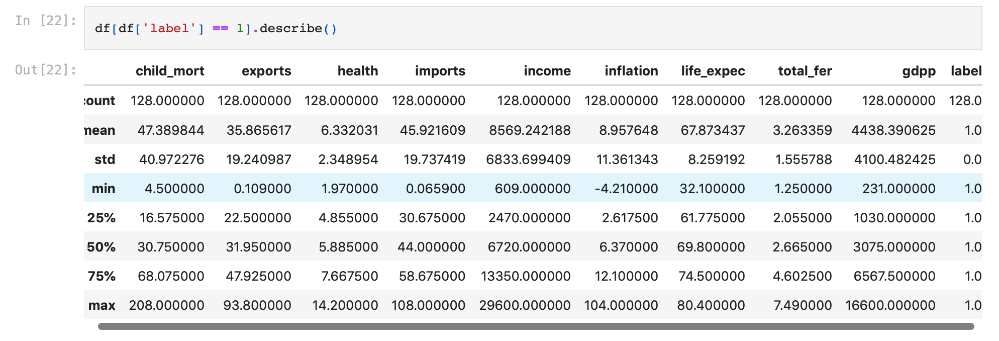 In [22]:
df[df['label'] == 1].describe()
Out[22]:
child_mort exports health imports income inflation life_expec total_fer gdpp label
count 128.000000 128.000000 128.000000 128.000000 128.000000 128.000000 128.000000 128.000000 128.000000 128.0
mean 47.389844 35.865617 6.332031 45.921609 8569.242188 8.957648 67.873437 3.263359 4438.390625 1.0
std 40.972276 19.240987 2.348954 19.737419 6833.699409 11.361343 8.259192 1.555788 4100.482425 0.0
min 4.500000 0.109000 1.970000 0.065900 609.000000 -4.210000 32.100000 1.250000 231.000000 1.0
25% 16.575000 22.500000 4.855000 30.675000 2470.000000 2.617500 61.775000 2.055000 1030.000000 1.0
50% 30.750000 31.950000 5.885000 44.000000 6720.000000 6.370000 69.800000 2.665000 3075.000000 1.0
75% 68.075000 47.925000 7.667500 58.675000 13350.000000 12.100000 74.500000 4.602500 6567.500000 1.0
max 208.000000 93.800000 14.200000 108.000000 29600.000000 104.000000 80.400000 7.490000 16600.000000 1.0